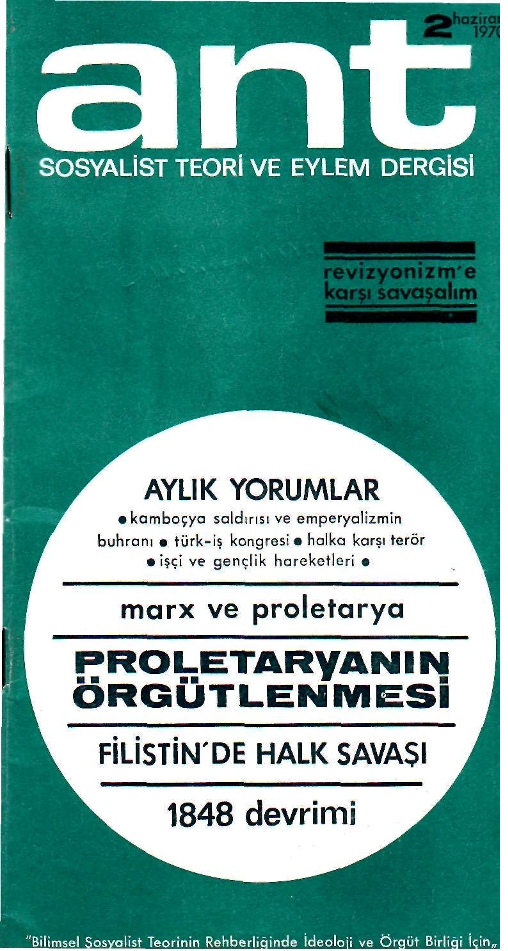 2 haziran
1970
ant
SOSYALİST TEORİ VE EYLEM DERGİSİ
revizyonizm'e
karşı savaşalım
AYLIK YORUMLAR
• kamboçya saldırısı ve emperyalizmin
buhranı • türk-iş kongresi • halka karşı terör
• işçi ve gençlik hareketleri •
marx ve proletarya
PROLETARYANIN
ÖRGÜTLENMESİ
FİLİSTİN'DE HALK SAVAŞI
1848 devrimi
"Bilimsel Sosyalist Teorinin Rehberliğinde İdeoloji ve Örgüt Birliği İçin„